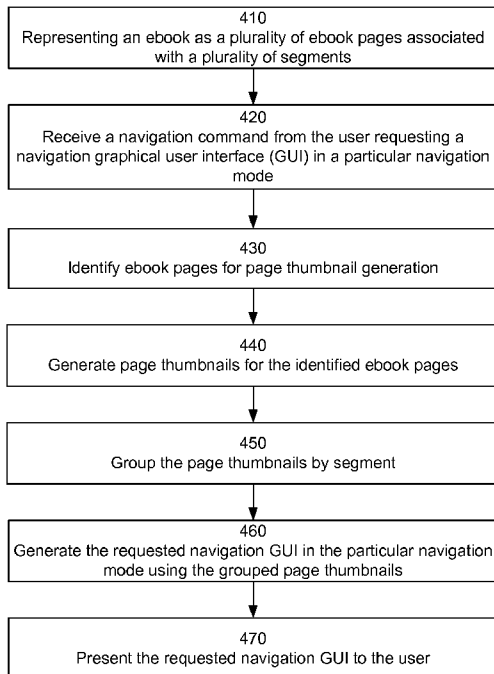 410
Representing an ebook as a plurality of ebook pages associated
with a plurality of segments
420
Receive a navigation command from the user requesting a
navigation graphical user interface (GUI) in a particular navigation
mode
430
Identify ebook pages for page thumbnail generation
440
Generate page thumbnails for the identified ebook pages
450
Group the page thumbnails by segment
460
Generate the requested navigation GUI in the particular navigation
mode using the grouped page thumbnails
470
Present the requested navigation GUI to the user